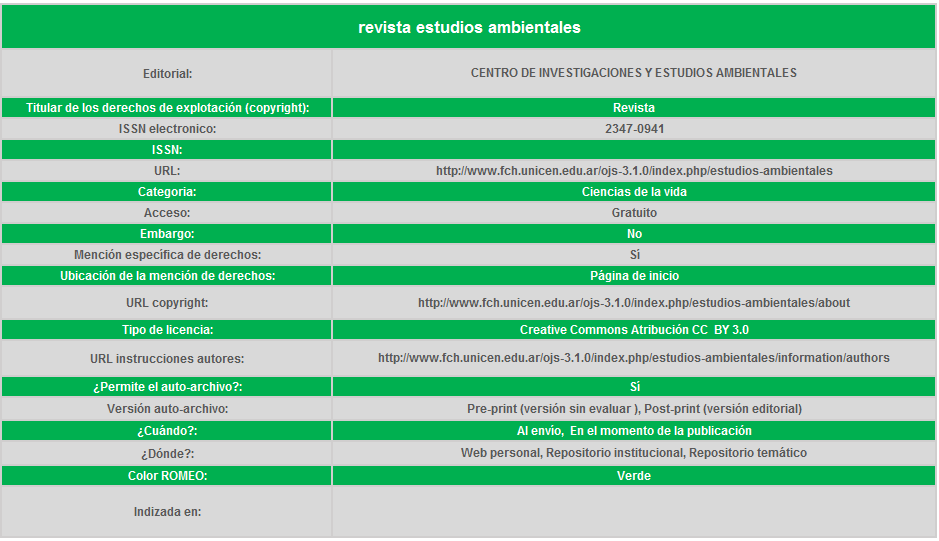 revista estudios ambientales
Editorial: CENTRO DE INVESTIGACIONES Y ESTUDIOS AMBIENTALES
Titular de los derechos de explotación (copyright): Revista
ISSN electronico: 2347-0941
ISSN:
URL: http://www.fch.unicen.edu.ar/ojs-3.1.0/index.php/estudios-ambientales
Categoria: Ciencias de la vida
Acceso: Gratuito
Embargo: No
Mención específica de derechos: Sí
Ubicación de la mención de derechos: Página de inicio
URL copyright: http://www.fch.unicen.edu.ar/ojs-3.1.0/index.php/estudios-ambientales/about
Tipo de licencia: Creative Commons Atribución CC BY 3.0
URL instrucciones autores: http://www.fch.unicen.edu.ar/ojs-3.1.0/index.php/estudios-ambientales/information/authors
¿Permite el auto-archivo?: Sí
Versión auto-archivo: Pre-print (versión sin evaluar ), Post-print (versión editorial)
¿Cuándo?: Al envío, En el momento de la publicación
¿Dónde?: Web personal, Repositorio institucional, Repositorio temático
Color ROMEO: Verde
Indizada en: